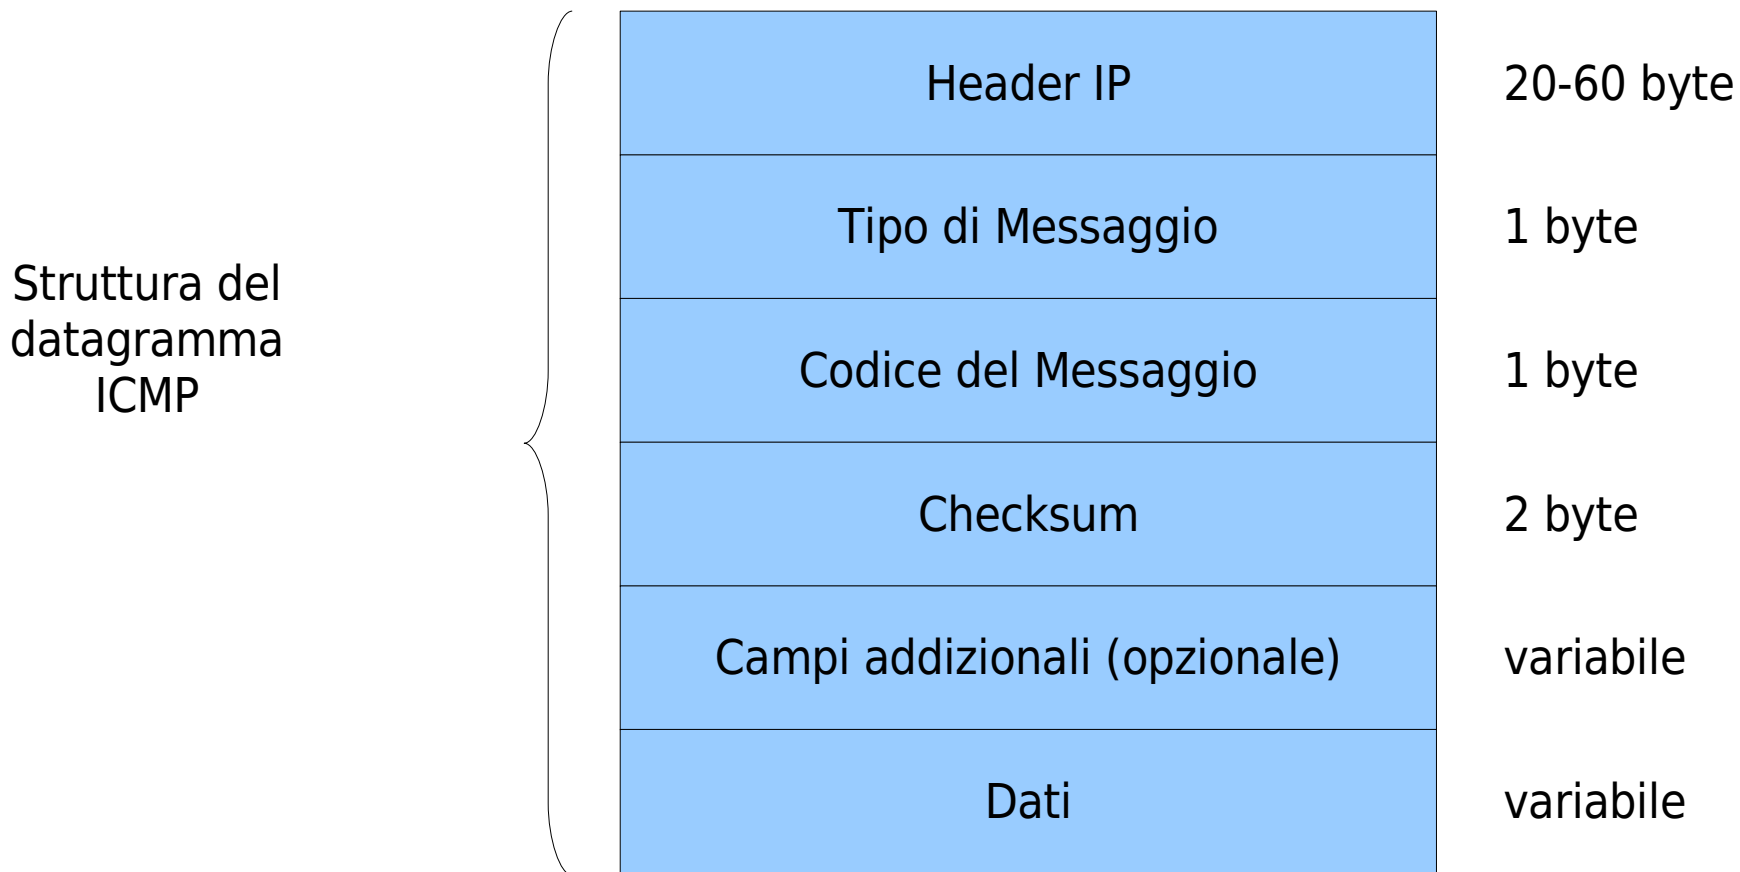 Struttura del
datagramma
ICMP
Header IP 20-60 byte
Tipo di Messaggio 1 byte
Codice del Messaggio 1 byte
Checksum 2 byte
Campi addizionali (opzionale) variabile
Dati variabile